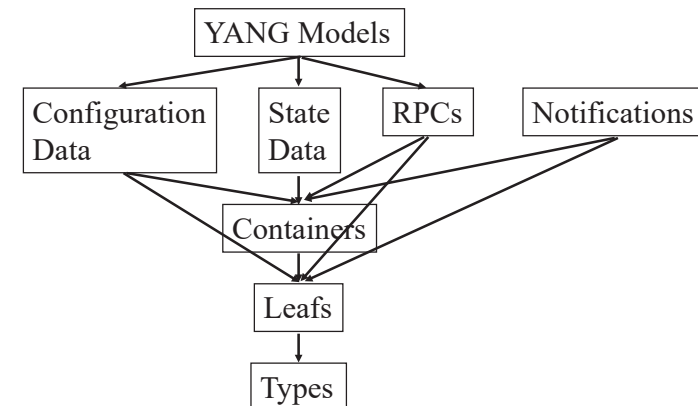 YANG Models
Configuration
Data
State
Data
RPCs
Notifications
Containers
Leafs
Types